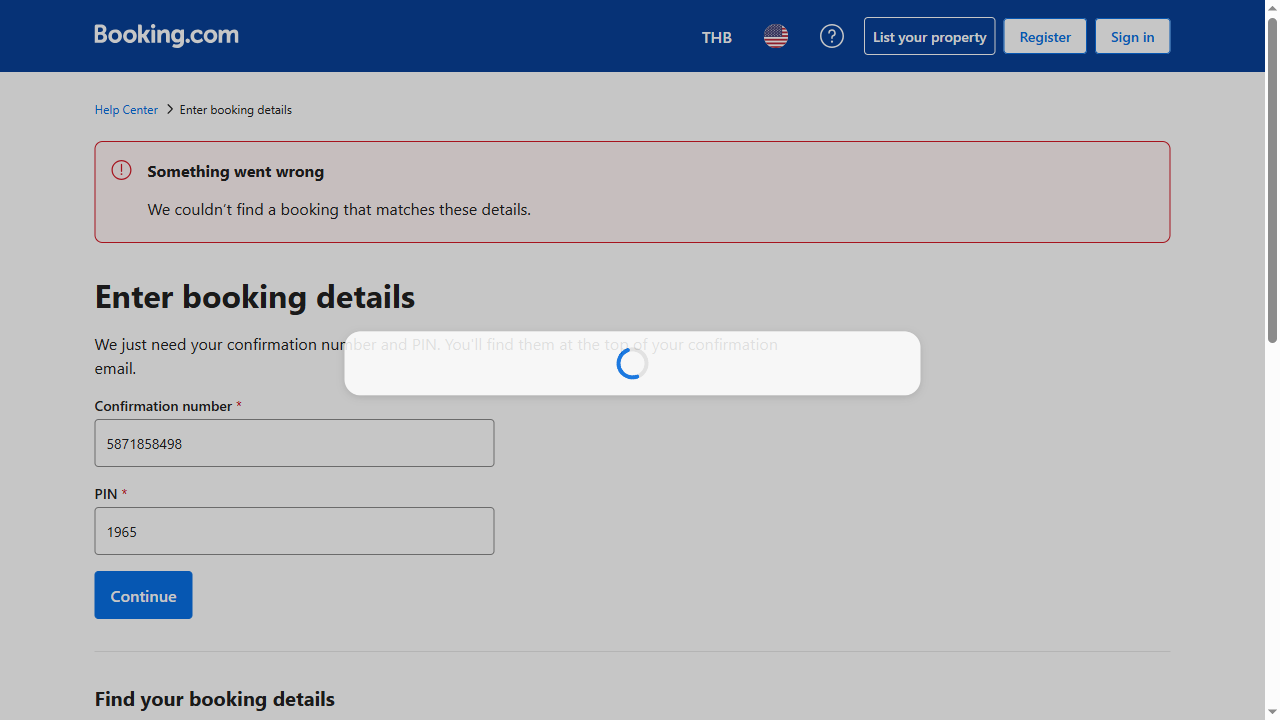 Booking.com
THB
List your property
Register
Sign in
Help Center
Enter booking details
Something went wrong
We couldn't find a booking that matches these details.
Enter booking details
We just need your confirmation number and PIN. You'll find them at the top of your confirmation
email.
Confirmation number *
5871858498
PIN *
1965
Continue
Find your booking details